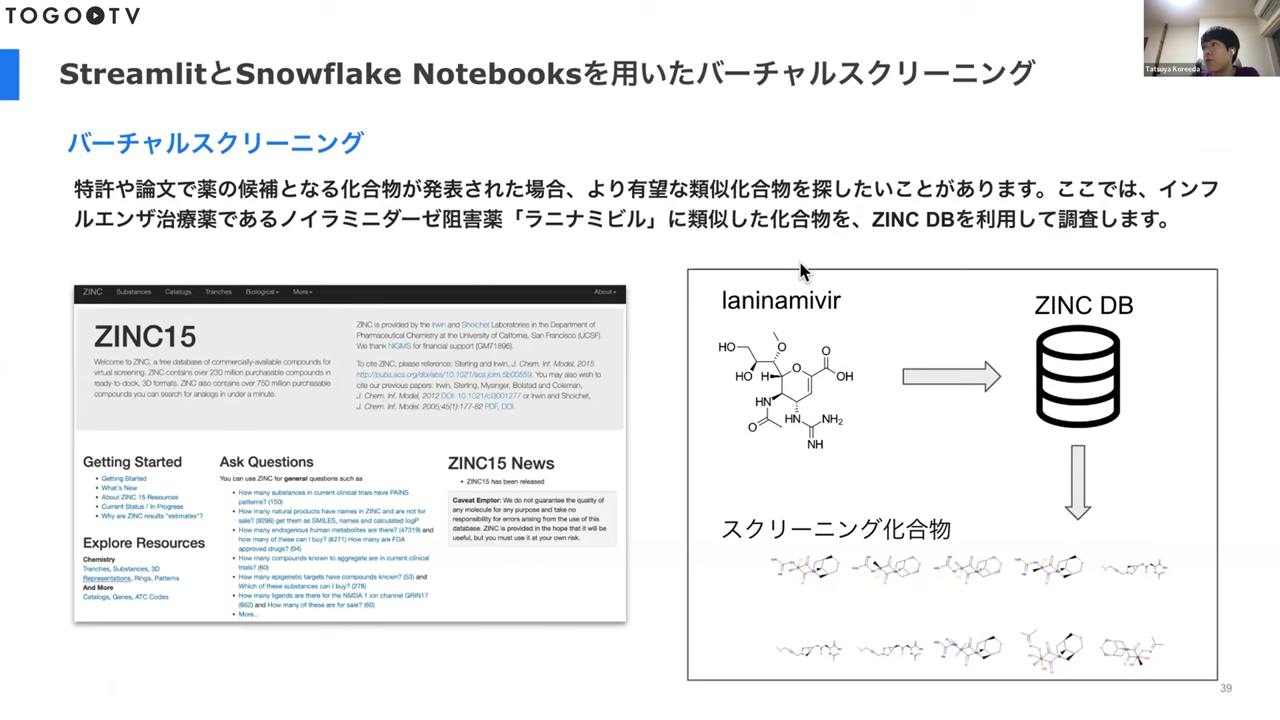 TOGOTV
Tatsuya Koreeda
StreamlitとSnowflake Notebooksを用いたバーチャルスクリーニング
バーチャルスクリーニング
特許や論文で薬の候補となる化合物が発表された場合、より有望な類似化合物を探したいことがあります。ここでは、インフ
ルエンザ治療薬であるノイラミニダーゼ阻害薬「ラニナミビル」に類似した化合物を、ZINC DBを利用して調査します。
ZINC Substances Catalogs Tranches Biological More About
ZINC15
Welcome to ZINC, a free database of commercially-available compounds for
virtual screening. ZINC contains over 230 million purchasable compounds in
ready-to-dock, 3D formats. ZINC also contains over 750 million purchasable
compounds you can search for analogs in under a minute.
ZINC is provided by the Irwin and Shoichet Laboratories in the Department of
Pharmaceutical Chemistry at the University of California, San Francisco (UCSF).
We thank NIGMS for financial support (GM71896).
To cite ZINC, please reference: Sterling and Irwin, J. Chem. Inf. Model, 2015
http://pubs.acs.org/doi/abs/10.1021/acs.jcim.5b00559. You may also wish to
cite our previous papers: Irwin, Sterling, Mysinger, Bolstad and Coleman,
J. Chem. Inf. Model, 2012 DOI: 10.1021/ci3001277 or Irwin and Shoichet,
J. Chem. Inf. Model. 2005;45(1):177-82 PDF, DOI.
Getting Started
Getting Started
What's New
About ZINC 15 Resources
Current Status / In Progress
Why are ZINC results "estimates"?
Explore Resources
Chemistry
Tranches, Substances, 3D
Representations, Rings, Patterns
And More
Catalogs, Genes, ATC Codes
Ask Questions
You can use ZINC for general questions such as
How many substances in current clinical trials have PAINS
patterns? (150)
How many natural products have names in ZINC and are not for
sale? (9296) get them as SMILES, names and calculated logP
How many endogenous human metabolites are there? (47319) and
how many of these can I buy? (8271) How many are FDA
approved drugs? (94)
How many compounds known to aggregate are in current clinical
trials? (60)
How many epigenetic targets have compounds known? (53) and
Which of these substances can I buy? (278)
How many ligands are there for the NMDA 1 ion channel GRIN1?
(662) and How many of these are for sale? (60)
More...
ZINC15 News
ZINC15 has been released
Caveat Emptor: We do not guarantee the quality of
any molecule for any purpose and take no
responsibility for errors arising from the use of this
database. ZINC is provided in the hope that it will be
useful, but you must use it at your own risk.
laninamivir
HO
O
O
HO
H
O
OH
HN
O
HN
NH2
NH
ZINC DB
スクリーニング化合物
39